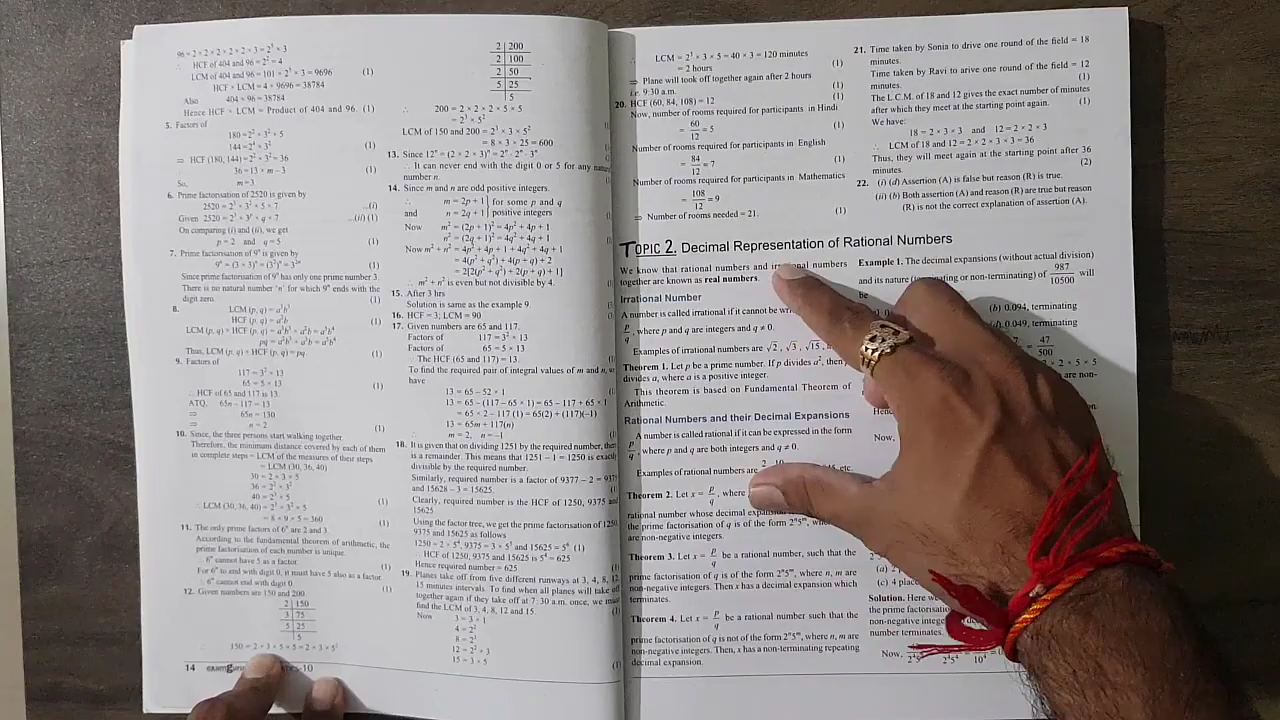 96 = 2 × 2 × 2 × 2 × 2 × 3 = 2⁵ × 3
∴ HCF of 404 and 96 = 2² = 4
LCM of 404 and 96 = 101 × 2⁵ × 3 = 9696 (1)
HCF × LCM = 4 × 9696 = 38784
Also 404 × 96 = 38784
Hence HCF × LCM = Product of 404 and 96. (1)
5. Factors of
180 = 2² × 3² × 5
144 = 2⁴ × 3²
⇒ HCF (180, 144) = 2² × 3² = 36
∴ 36 = 13 × m − 3 (1)
So, m = 3
6. Prime factorisation of 2520 is given by
2520 = 2³ × 3² × 5 × 7 ...(i)
Given 2520 = 2³ × 3ᵖ × q × 7 ...(ii) (1)
On comparing (i) and (ii), we get
p = 2 and q = 5 (1)
7. Prime factorisation of 9ⁿ is given by
9ⁿ = (3 × 3)ⁿ = (3²)ⁿ = 3²ⁿ (1)
Since prime factorisation of 9ⁿ has only one prime number 3.
There is no natural number 'n' for which 9ⁿ ends with the
digit zero. (1)
8. LCM (p, q) = a³b³
HCF (p, q) = a²b (1)
LCM (p, q) × HCF (p, q) = a³b³ × a²b = a⁵b⁴
pq = a²b³ × a³b = a⁵b⁴
Thus, LCM (p, q) × HCF (p, q) = pq (1)
9. Factors of
117 = 3² × 13
65 = 5 × 13 (1)
∴ HCF of 65 and 117 is 13.
ATQ, 65n − 117 = 13
⇒ 65n = 130
⇒ n = 2 (1)
10. Since, the three persons start walking together.
Therefore, the minimum distance covered by each of them
in complete steps = LCM of the measures of their steps
= LCM (30, 36, 40)
30 = 2 × 3 × 5
36 = 2² × 3²
40 = 2³ × 5 (1)
∴ LCM (30, 36, 40) = 2³ × 3² × 5
= 8 × 9 × 5 = 360 (1)
11. The only prime factors of 6ⁿ are 2 and 3.
According to the fundamental theorem of arithmetic, the
prime factorisation of each number is unique.
∴ 6ⁿ cannot have 5 as a factor. (1)
For 6ⁿ to end with digit 0, it must have 5 also as a factor
∴ 6ⁿ cannot end with digit 0. (1)
12. Given numbers are 150 and 200.
2 150
3 75
5 25
5
∴ 150 = 2 × 3 × 5 × 5 = 2 × 3 × 5²
14
-10
2 200
2 100
2 50
5 25
5
∴ 200 = 2 × 2 × 2 × 5 × 5
= 2³ × 5²
LCM of 150 and 200 = 2³ × 3 × 5²
= 8 × 3 × 25 = 600
13. Since 12ⁿ = (2 × 2 × 3)ⁿ = 2ⁿ · 2ⁿ · 3ⁿ
∴ It can never end with the digit 0 or 5 for any natural
number n.
14. Since m and n are odd positive integers.
∴ m = 2p + 1 } for some p and
and n = 2q + 1 } positive integers
Now m² = (2p + 1)² = 4p² + 4p + 1
n² = (2q + 1)² = 4q² + 4q + 1
Now m² + n² = 4p² + 4p + 1 + 4q² + 4q + 1
= 4(p² + q²) + 4(p + q) + 2
= 2[2(p² + q²) + 2(p + q) + 1]
∴ m² + n² is even but not divisible by 4.
15. After 3 hrs
Solution is same as the example 9.
16. HCF = 3; LCM = 90
17. Given numbers are 65 and 117.
Factors of 117 = 3² × 13
Factors of 65 = 5 × 13
∴ The HCF (65 and 117) = 13.
To find the required pair of integral values of m and n, we
have
13 = 65 − 52 × 1
13 = 65 − (117 − 65 × 1) = 65 − 117 + 65 × 1
= 65 × 2 − 117 (1) = 65(2) + (117)(−1)
13 = 65m + 117(n)
∴ m = 2, n = −1
18. It is given that on dividing 1251 by the required number, there
is a remainder. This means that 1251 − 1 = 1250 is exactly
divisible by the required number.
Similarly, required number is a factor of 9377 − 2 = 9375
and 15628 − 3 = 15625.
Clearly, required number is the HCF of 1250, 9375 and
15625.
Using the factor tree, we get the prime factorisation of 1250,
9375 and 15625 as follows
1250 = 2 × 5⁴, 9375 = 3 × 5⁵ and 15625 = 5⁶ (1)
∴ HCF of 1250, 9375 and 15625 is 5⁴ = 625
Hence required number = 625
19. Planes take off from five different runways at 3, 4, 8, 12,
15 minutes intervals. To find when all planes will take
together again if they take off at 7:30 a.m. once, we must
find the LCM of 3, 4, 8, 12 and 15.
Now 3 = 3 × 1
4 = 2²
8 = 2³
12 = 2² × 3
15 = 3 × 5
∴ LCM = 2³ × 3 × 5 = 40 × 3 = 120 minutes
= 2 hours (1)
⇒ Plane will took off together again after 2 hours
i.e. 9:30 a.m. (1)
20. HCF (60, 84, 108) = 12 (1)
Now, number of rooms required for participants in Hindi
= 60/12 = 5 (1)
Number of rooms required for participants in English
= 84/12 = 7 (1)
Number of rooms required for participants in Mathematics
= 108/12 = 9
⇒ Number of rooms needed = 21. (1)
21. Time taken by Sonia to drive one round of the field = 18
minutes.
Time taken by Ravi to arive one round of the field = 12
minutes. (1)
The L.C.M. of 18 and 12 gives the exact number of minutes
after which they meet at the starting point again. (1)
We have:
18 = 2 × 3 × 3 and 12 = 2 × 2 × 3
∴ LCM of 18 and 12 = 2 × 2 × 3 × 3 = 36
Thus, they will meet again at the starting point after 36
minutes. (2)
22. (i) (d) Assertion (A) is false but reason (R) is true.
(ii) (b) Both assertion (A) and reason (R) are true but reason
(R) is not the correct explanation of assertion (A).
TOPIC 2. Decimal Representation of Rational Numbers
We know that rational numbers and irrational numbers
together are known as real numbers.
Irrational Number
A number is called irrational if it cannot be
p/q, where p and q are integers and q ≠ 0.
Examples of irrational numbers are √2, √3, √15,
Theorem 1. Let p be a prime number. If p divides a², then
divides a, where a is a positive integer.
This theorem is based on Fundamental Theorem of
Arithmetic.
Rational Numbers and their Decimal Expansions
A number is called rational if it can be expressed in the form
p/q, where p and q are both integers and q ≠ 0.
Examples of rational numbers are etc.
Theorem 2. Let x = p/q, where
rational number whose decimal
the prime factorisation of q is of the form 2ⁿ5ᵐ,
are non-negative integers.
Theorem 3. Let x = p/q be a rational number, such that the
prime factorisation of q is of the form 2ⁿ5ᵐ, where n, m are
non-negative integers. Then x has a decimal expansion which
terminates.
Theorem 4. Let x = p/q be a rational number such that the
prime factorisation of q is not of the form 2ⁿ5ᵐ, where n, m are
non-negative integers. Then, x has a non-terminating repeating
decimal expansion.
Example 1. The decimal expansions (without actual division)
and its nature (terminating or non-terminating) of 987/10500 will
be
(b) 0.094, terminating
(d) 0.049, terminating
= 47/500
× 2 × 5 × 5
are non-
Now,
(c) 4 place
Solution. Here we
the prime factorisation
non-negative integer
number terminates.
Now,